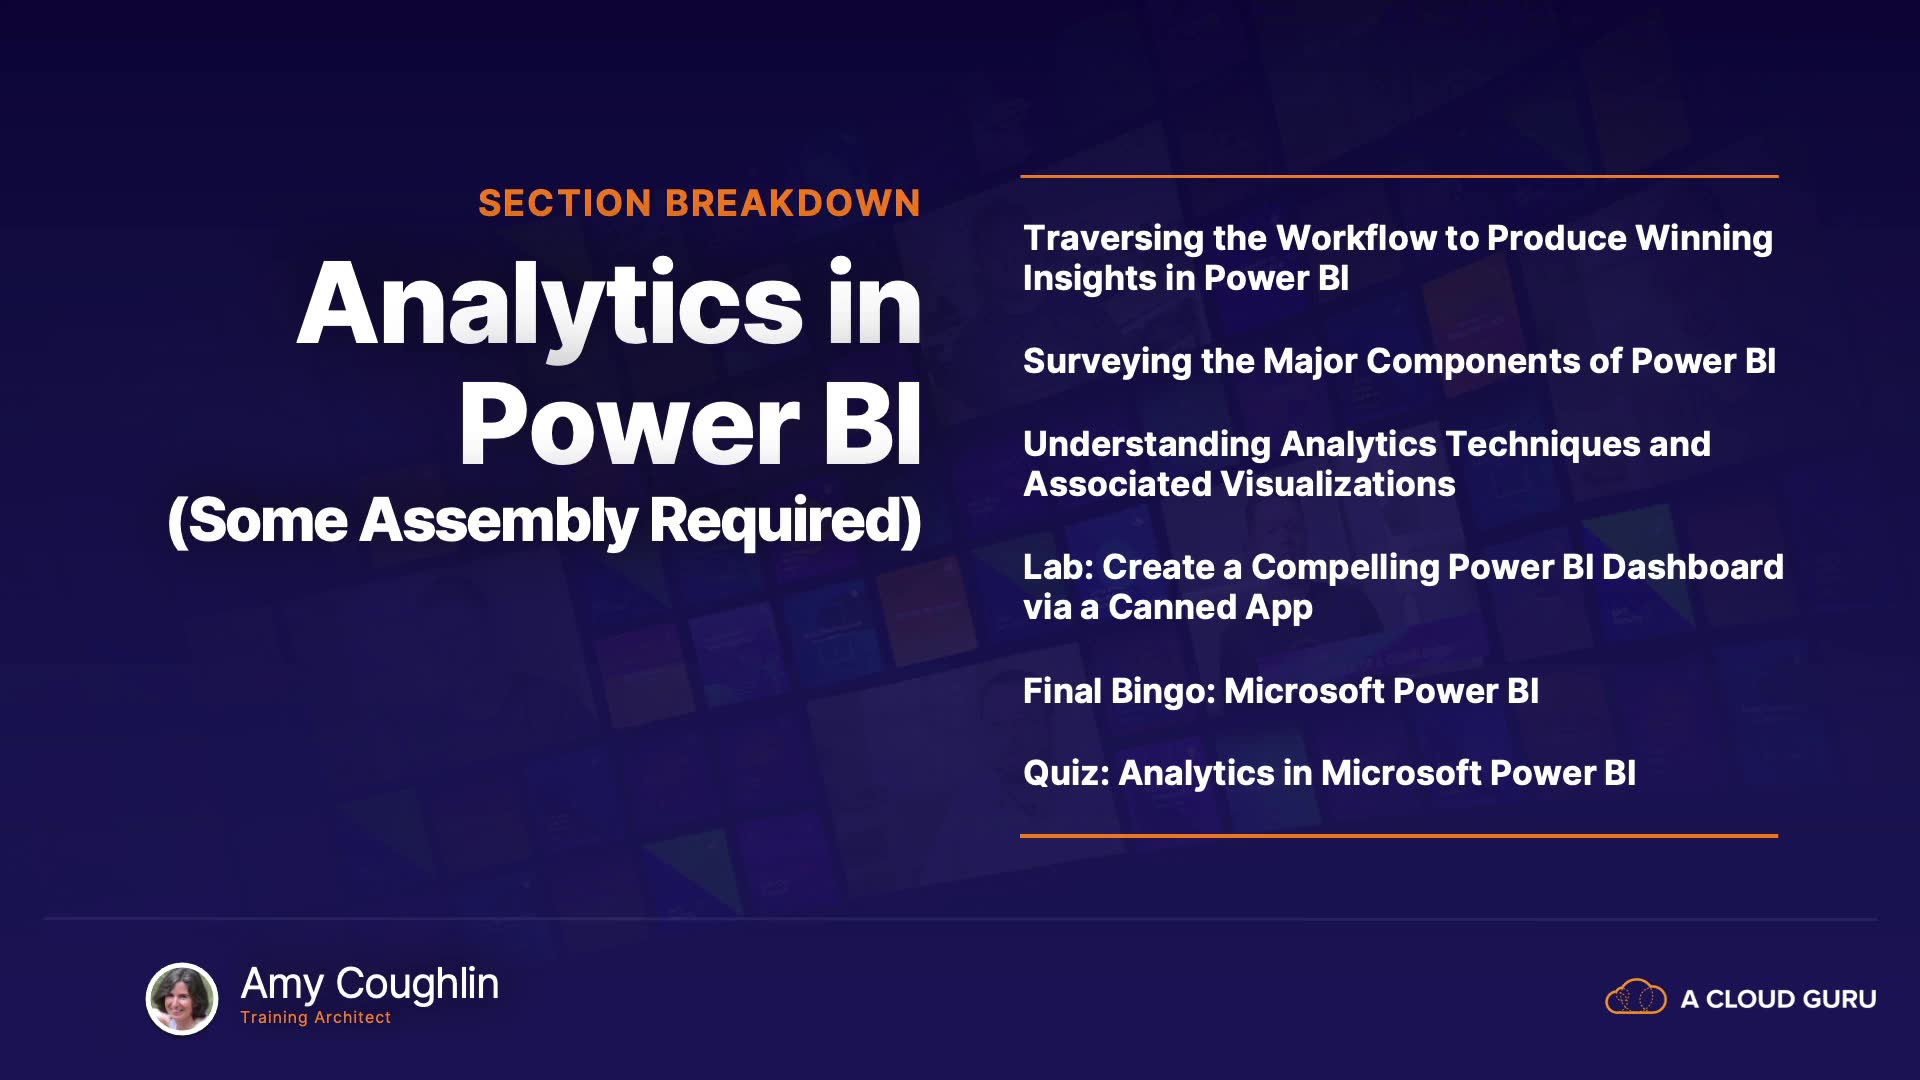 SECTION BREAKDOWN
Analytics in
Power BI
(Some Assembly Required)
Traversing the Workflow to Produce Winning
Insights in Power BI
Surveying the Major Components of Power BI
Understanding Analytics Techniques and
Associated Visualizations
Lab: Create a Compelling Power BI Dashboard
via a Canned App
Final Bingo: Microsoft Power BI
Quiz: Analytics in Microsoft Power BI
Amy Coughlin
Training Architect
A CLOUD GURU